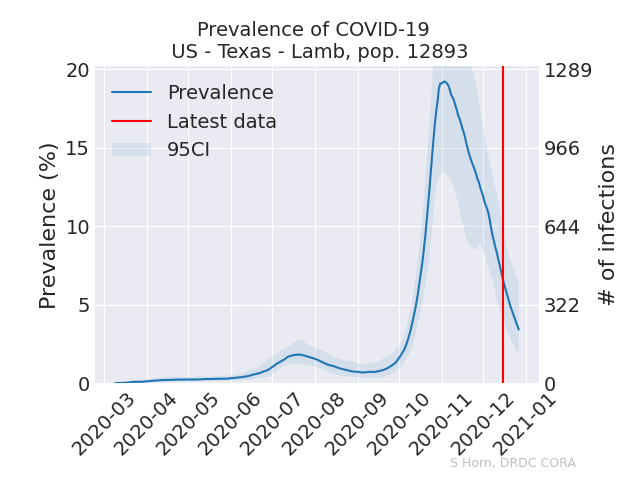 Prevalence of COVID-19
US - Texas - Lamb, pop. 12893
20
15
10
5
0
Prevalence (%)
Prevalence
Latest data
95CI
1289
966
644
322
0
# of infections
2020-03
2020-04
2020-05
2020-06
2020-07
2020-08
2020-09
2020-10
2020-11
2020-12
2021-01
S Horn, DRDC CORA